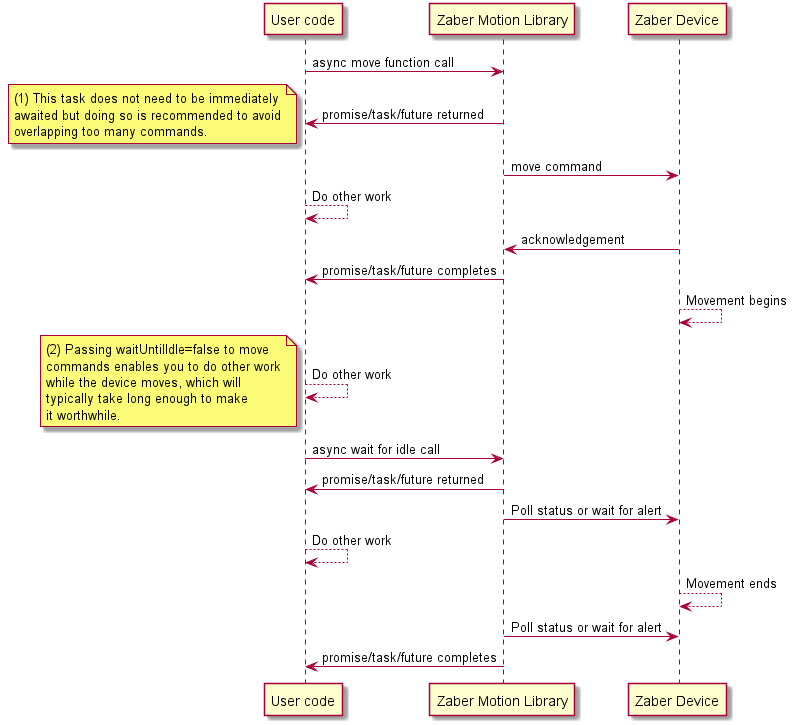 User code
Zaber Motion Library
Zaber Device
async move function call
(1) This task does not need to be immediately
awaited but doing so is recommended to avoid
overlapping too many commands.
promise/task/future returned
move command
Do other work
acknowledgement
promise/task/future completes
Movement begins
(2) Passing waitUntilIdle=false to move
commands enables you to do other work
while the device moves, which will
typically take long enough to make
it worthwhile.
Do other work
async wait for idle call
promise/task/future returned
Poll status or wait for alert
Do other work
Movement ends
Poll status or wait for alert
promise/task/future completes
User code
Zaber Motion Library
Zaber Device